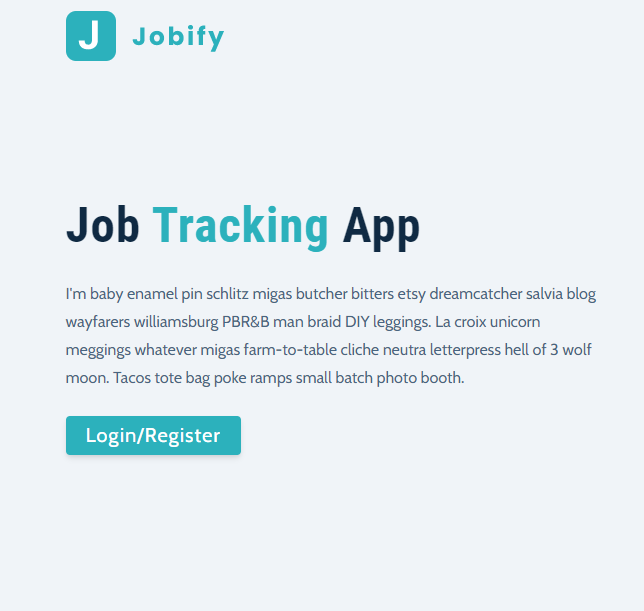 J Jobify
Job Tracking App
I'm baby enamel pin schlitz migas butcher bitters etsy dreamcatcher salvia blog
wayfarers williamsburg PBR&B man braid DIY leggings. La croix unicorn
meggings whatever migas farm-to-table cliche neutra letterpress hell of 3 wolf
moon. Tacos tote bag poke ramps small batch photo booth.
Login/Register